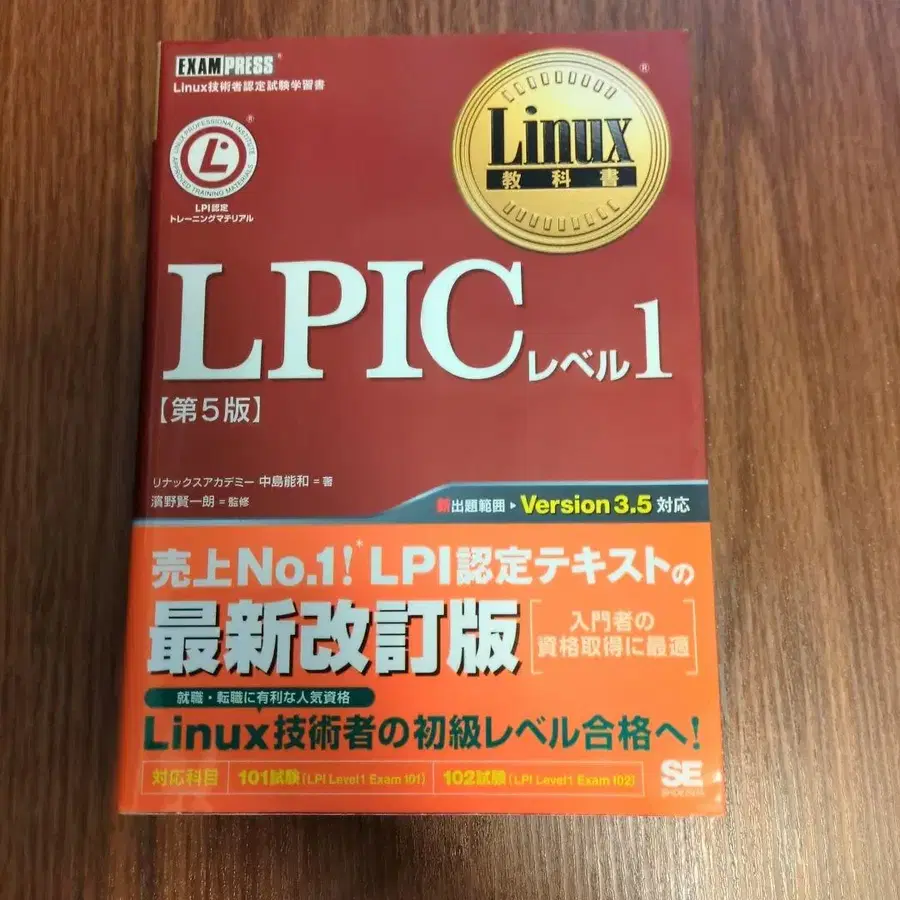 EXAMPRESS®
Linux技術者認定試験学習書
LINUX PROFESSIONAL INSTITUTE
APPROVED TRAINING MATERIALS
®
LPI認定
トレーニングマテリアル
®
Linux
教科書
LPICレベル1
【第5版】
リナックスアカデミー 中島能和=著
濱野賢一朗=監修
新出題範囲▶Version 3.5 対応
売上No.1!* LPI認定テキストの
最新改訂版
入門者の
資格取得に最適
就職・転職に有利な人気資格
Linux技術者の初級レベル合格へ!
対応科目 101試験(LPI Level1 Exam 101) 102試験(LPI Level1 Exam 102)
SE
SHOEISHA